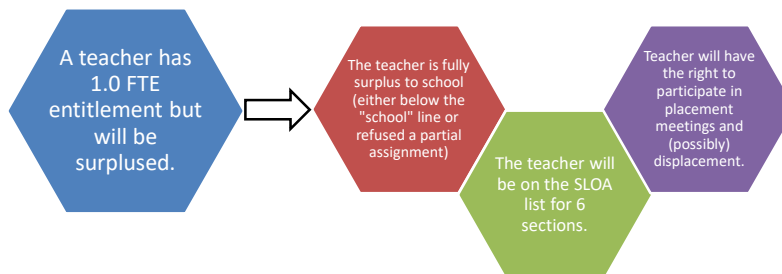 A teacher has
1.0 FTE
entitlement but
will be
surplused.
The teacher is fully
surplus to school
(either below the
"school" line or
refused a partial
assignment)
The teacher will
be on the SLOA
list for 6
sections.
Teacher will have
the right to
participate in
placement
meetings and
(possibly)
displacement.